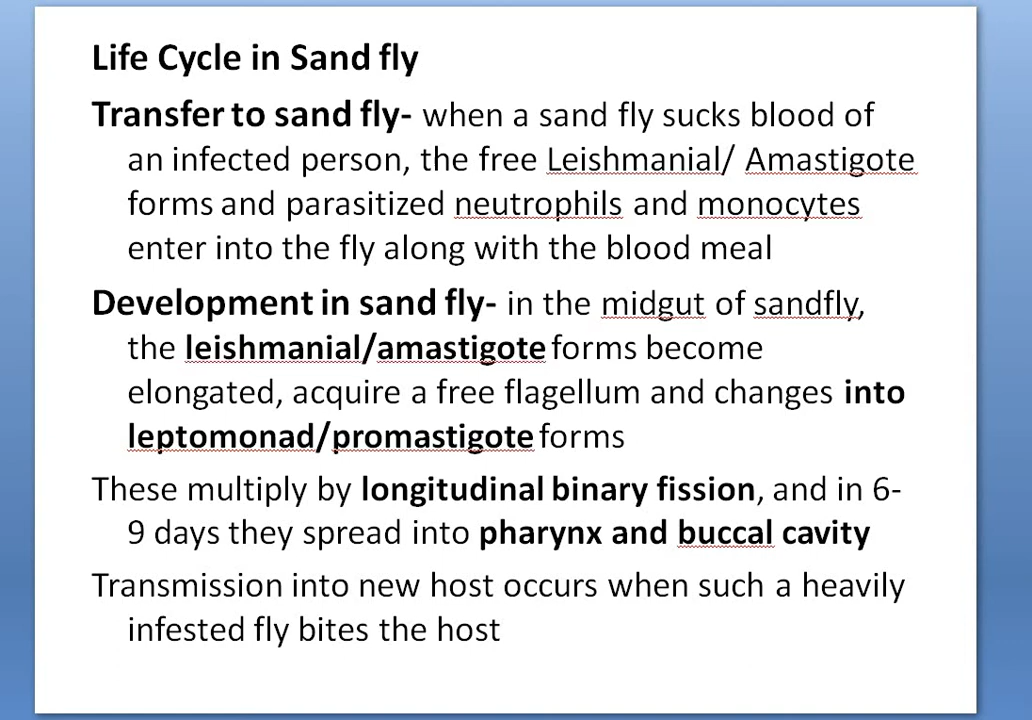 Life Cycle in Sand fly
Transfer to sand fly- when a sand fly sucks blood of
an infected person, the free Leishmanial/ Amastigote
forms and parasitized neutrophils and monocytes
enter into the fly along with the blood meal
Development in sand fly- in the midgut of sandfly,
the leishmanial/amastigote forms become
elongated, acquire a free flagellum and changes into
leptomonad/promastigote forms
These multiply by longitudinal binary fission, and in 6-
9 days they spread into pharynx and buccal cavity
Transmission into new host occurs when such a heavily
infested fly bites the host